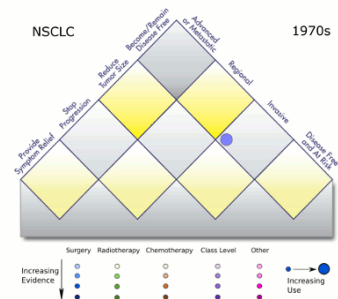 NSCLC
1970s
Become/Remain
Disease Free
Advanced
or Metastatic
Reduce
Tumor Size
Regional
Stop
Progression
Invasive
Provide
Symptom Relief
Disease Free
and At Risk
Surgery Radiotherapy Chemotherapy Class Level Other
Increasing
Evidence
Increasing
Use